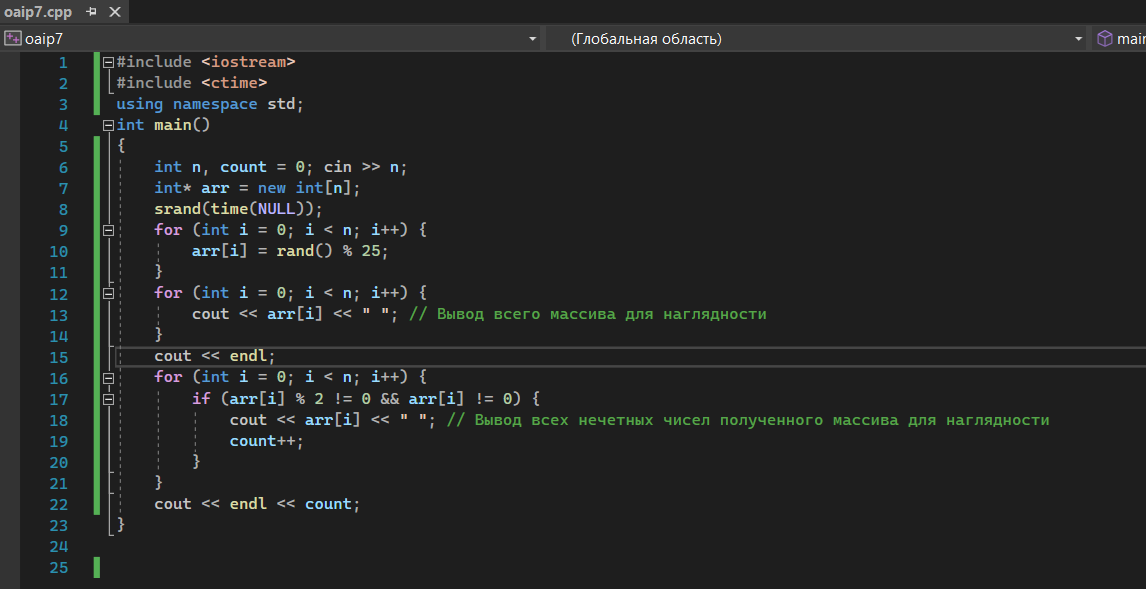 oaip7.cpp
oaip7 (Глобальная область) main
1 #include <iostream>
2 #include <ctime>
3 using namespace std;
4 int main()
5 {
6 int n, count = 0; cin >> n;
7 int* arr = new int[n];
8 srand(time(NULL));
9 for (int i = 0; i < n; i++) {
10 arr[i] = rand() % 25;
11 }
12 for (int i = 0; i < n; i++) {
13 cout << arr[i] << " "; // Вывод всего массива для наглядности
14 }
15 cout << endl;
16 for (int i = 0; i < n; i++) {
17 if (arr[i] % 2 != 0 && arr[i] != 0) {
18 cout << arr[i] << " "; // Вывод всех нечетных чисел полученного массива для наглядности
19 count++;
20 }
21 }
22 cout << endl << count;
23 }
24
25